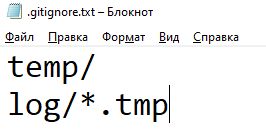 .gitignore.txt – Блокнот
Файл Правка Формат Вид Справка
temp/
log/*.tmp